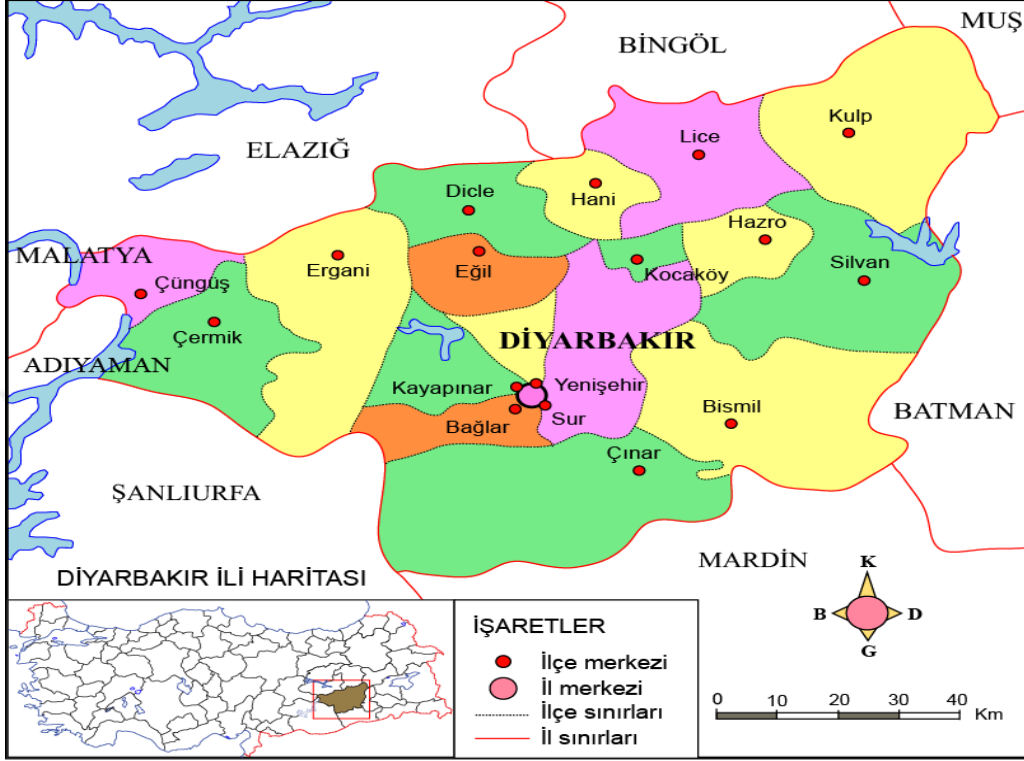 MUŞ
BİNGÖL
ELAZIĞ
Kulp
Lice
Dicle
Hani
Hazro
MALATYA
Ergani
Eğil
Kocaköy
Silvan
Çüngüş
Çermik
DİYARBAKIR
ADIYAMAN
Kayapınar
Yenişehir
Bağlar
Sur
Bismil
BATMAN
Çınar
ŞANLIURFA
MARDİN
DİYARBAKIR İLİ HARİTASI
K
B
D
G
İŞARETLER
İlçe merkezi
İl merkezi
İlçe sınırları
İl sınırları
0 10 20 30 40 Km